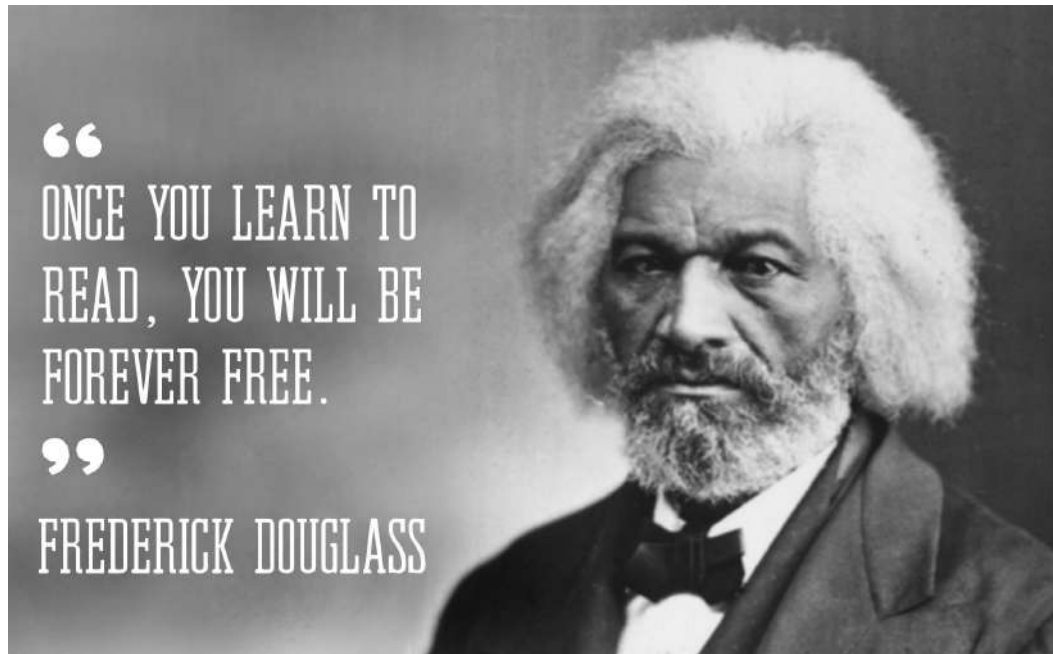 “
ONCE YOU LEARN TO
READ, YOU WILL BE
FOREVER FREE.
”
FREDERICK DOUGLASS